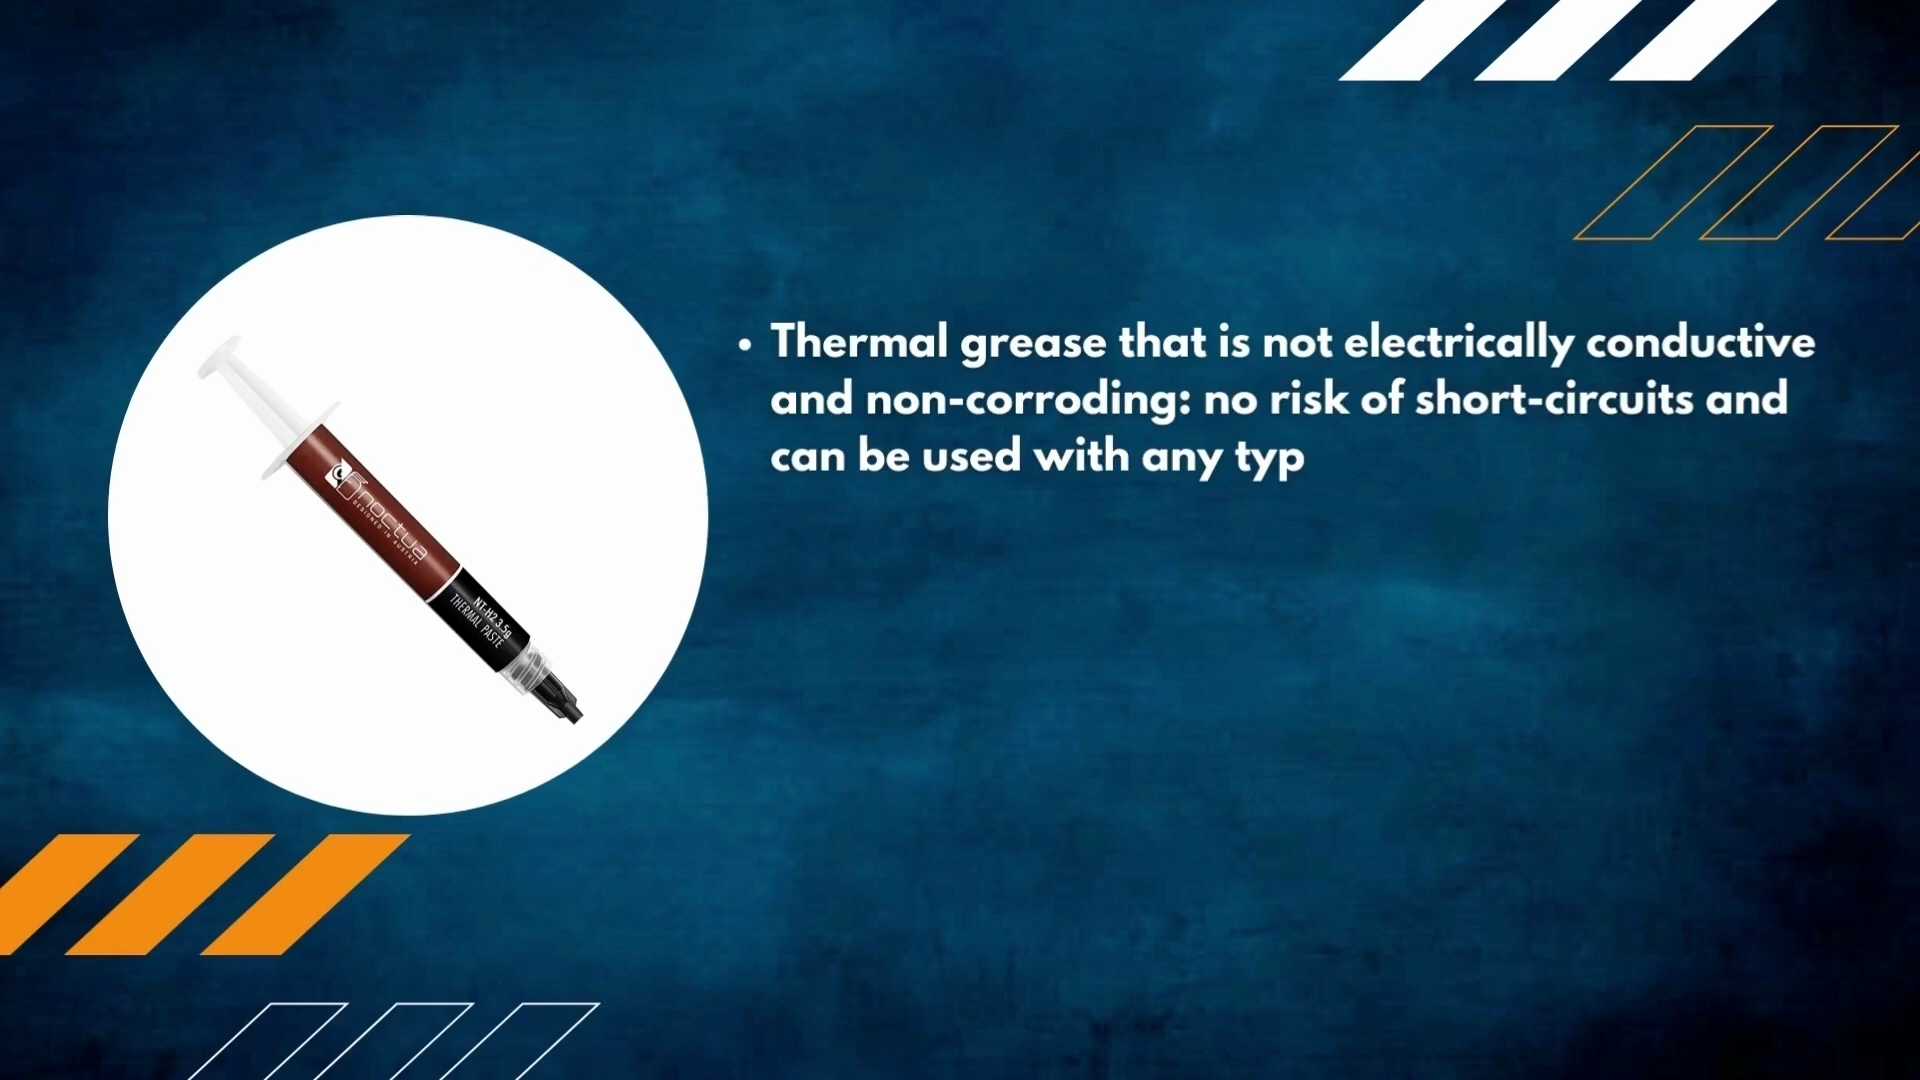 • Thermal grease that is not electrically conductive
and non-corroding: no risk of short-circuits and
can be used with any typ
noctua
DESIGNED IN AUSTRIA
NT-H2 3.5g
THERMAL PASTE